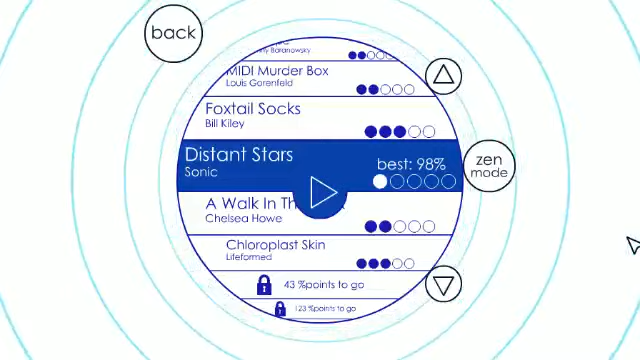 back
MIDI Murder Box
Louis Gorenfeld
Foxtail Socks
Bill Kiley
Distant Stars
Sonic
best: 98%
zen
mode
A Walk In
Chelsea Howe
Chloroplast Skin
Lifeformed
43 %points to go
123 %points to go